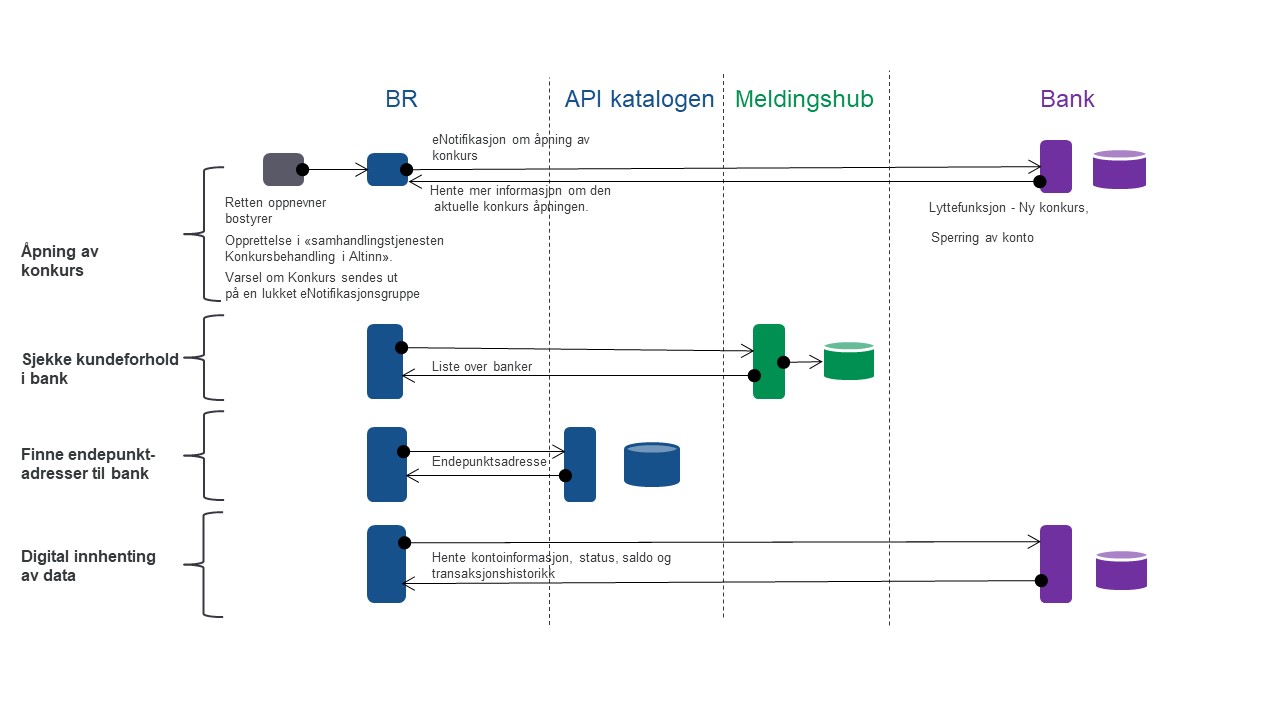 BR
API katalogen
Meldingshub
Bank
eNotifikasjon om åpning av
konkurs
Hente mer informasjon om den
aktuelle konkurs åpningen.
Retten oppnevner
bostyrer
Opprettelse i «samhandlingstjenesten
Konkursbehandling i Altinn».
Varsel om Konkurs sendes ut
på en lukket eNotifikasjonsgruppe
Lyttefunksjon - Ny konkurs,
Sperring av konto
Åpning av
konkurs
Sjekke kundeforhold
i bank
Liste over banker
Finne endepunkt-
adresser til bank
Endepunktsadresse
Digital innhenting
av data
Hente kontoinformasjon, status, saldo og
transaksjonshistorikk